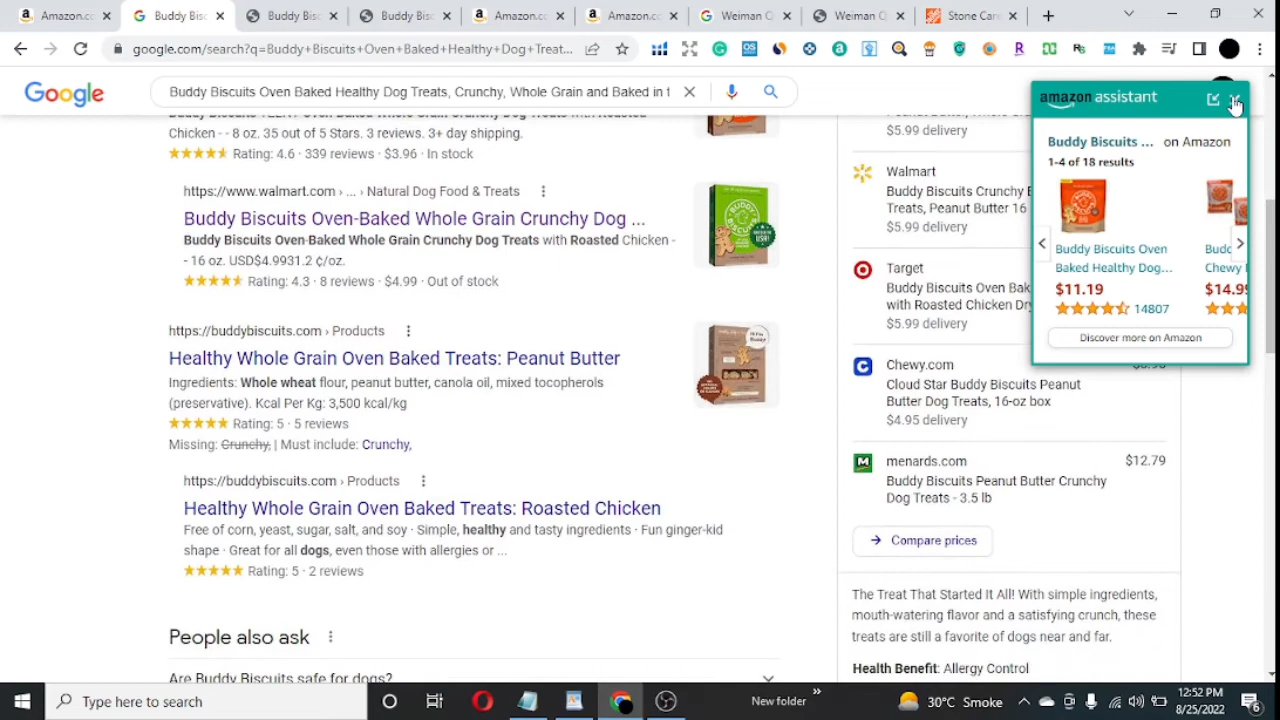 Amazon.c
Buddy Bis
Buddy Bis
Buddy Bis
Amazon.c
Amazon.c
Weiman Q
Weiman Q
Stone Car
google.com/search?q=Buddy+Biscuits+Oven+Baked+Healthy+Dog+Treat...
Google
Buddy Biscuits Oven Baked Healthy Dog Treats, Crunchy, Whole Grain and Baked in t
Chicken - 8 oz. 35 out of 5 Stars. 3 reviews. 3+ day shipping.
Rating: 4.6 · 339 reviews · $3.96 · In stock
https://www.walmart.com › ... › Natural Dog Food & Treats
Buddy Biscuits Oven-Baked Whole Grain Crunchy Dog ...
Buddy Biscuits Oven-Baked Whole Grain Crunchy Dog Treats with Roasted Chicken -
- 16 oz. USD$4.9931.2 ¢/oz.
Rating: 4.3 · 8 reviews · $4.99 · Out of stock
https://buddybiscuits.com › Products
Healthy Whole Grain Oven Baked Treats: Peanut Butter
Ingredients: Whole wheat flour, peanut butter, canola oil, mixed tocopherols
(preservative). Kcal Per Kg: 3,500 kcal/kg
Rating: 5 · 5 reviews
Missing: Crunchy, | Must include: Crunchy,
https://buddybiscuits.com › Products
Healthy Whole Grain Oven Baked Treats: Roasted Chicken
Free of corn, yeast, sugar, salt, and soy · Simple, healthy and tasty ingredients · Fun ginger-kid
shape · Great for all dogs, even those with allergies or ...
Rating: 5 · 2 reviews
People also ask
Are Buddy Biscuits safe for dogs?
$5.99 delivery
Walmart
Buddy Biscuits Crunchy
Treats, Peanut Butter 16
$5.99 delivery
Target
Buddy Biscuits Oven Bak
with Roasted Chicken Dr
$5.99 delivery
Chewy.com
Cloud Star Buddy Biscuits Peanut
Butter Dog Treats, 16-oz box
$4.95 delivery
menards.com
$12.79
Buddy Biscuits Peanut Butter Crunchy
Dog Treats - 3.5 lb
Compare prices
The Treat That Started It All! With simple ingredients,
mouth-watering flavor and a satisfying crunch, these
treats are still a favorite of dogs near and far.
Health Benefit: Allergy Control
amazon assistant
Buddy Biscuits ... on Amazon
1-4 of 18 results
Buddy Biscuits Oven
Baked Healthy Dog...
$11.19
14807
Budd
Chewy
$14.99
Discover more on Amazon
Type here to search
New folder
30°C Smoke
12:52 PM
8/25/2022
6